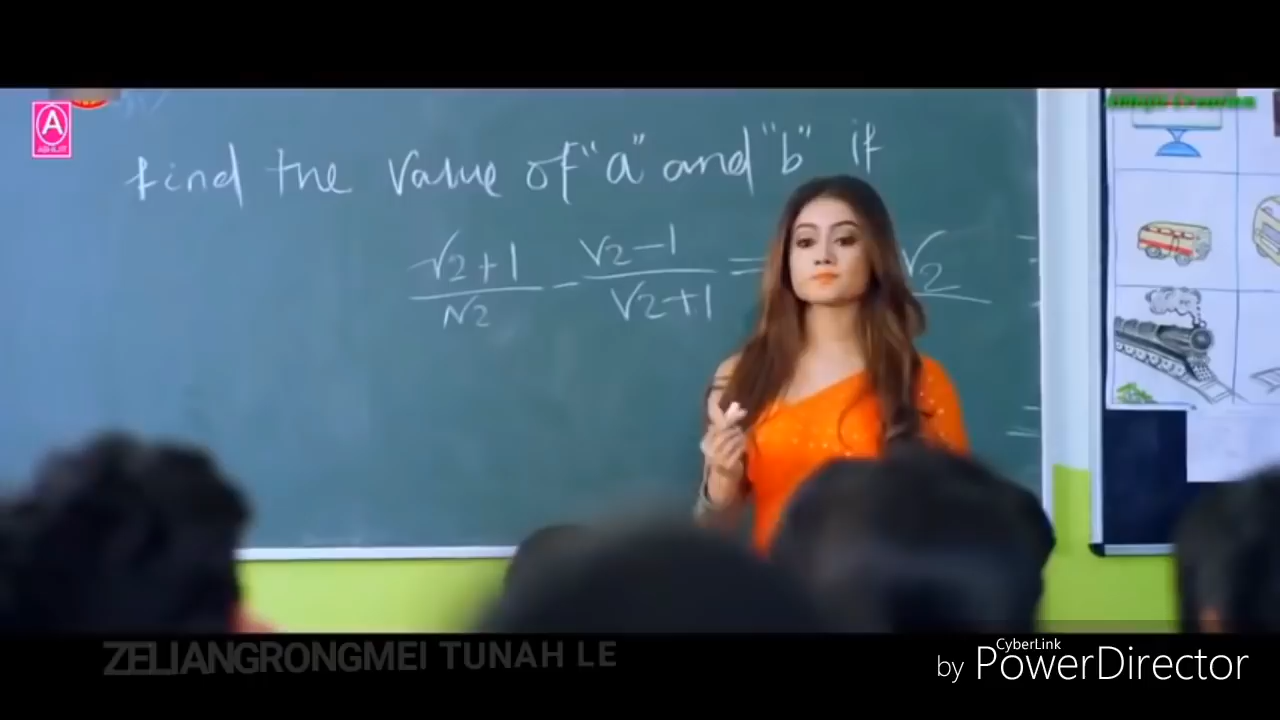 A
ABHIJIT
find the value of "a" and "b" if
√2+1 / √2 - √2-1 / √2+1 = √2
ZELIANGRONGMEI TUNAH LE
CyberLink
by PowerDirector